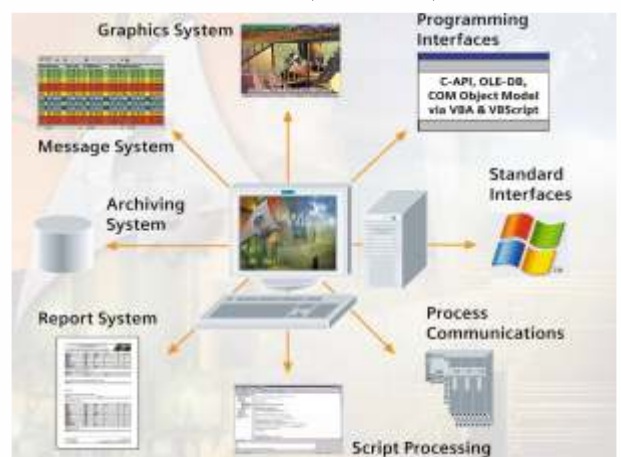 Graphics System
Programming
Interfaces
C-API, OLE-DB,
COM Object Model
via VBA & VBScript
Message System
Standard
Interfaces
Archiving
System
Report System
Process
Communications
Script Processing